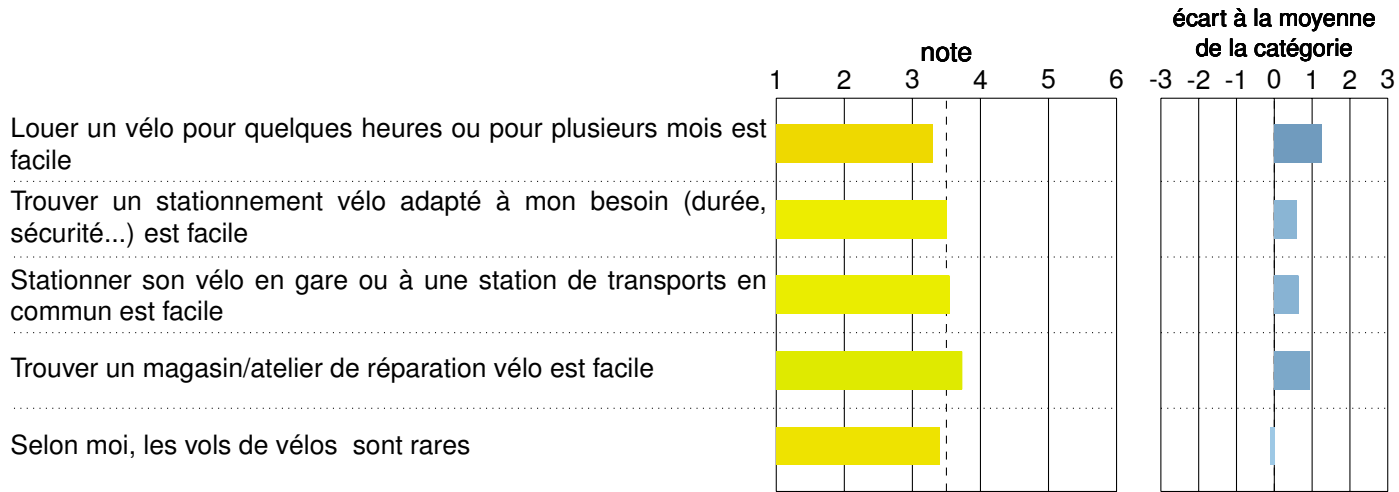 écart à la moyenne
note
de la catégorie
1 2 3 4 5 6 -3 -2 -1 0 1 2 3
Louer un vélo pour quelques heures ou pour plusieurs mois est
facile
Trouver un stationnement vélo adapté à mon besoin (durée,
sécurité...) est facile
Stationner son vélo en gare ou à une station de transports en
commun est facile
Trouver un magasin/atelier de réparation vélo est facile
Selon moi, les vols de vélos sont rares